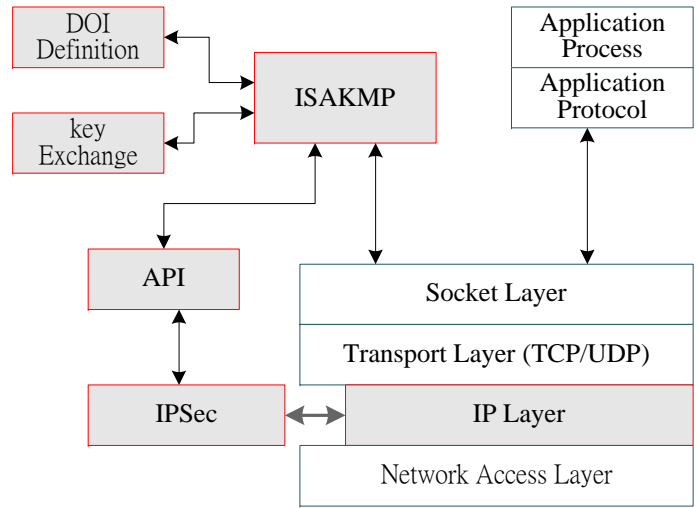 DOI
Definition
key
Exchange
ISAKMP
Application
Process
Application
Protocol
API
IPSec
Socket Layer
Transport Layer (TCP/UDP)
IP Layer
Network Access Layer